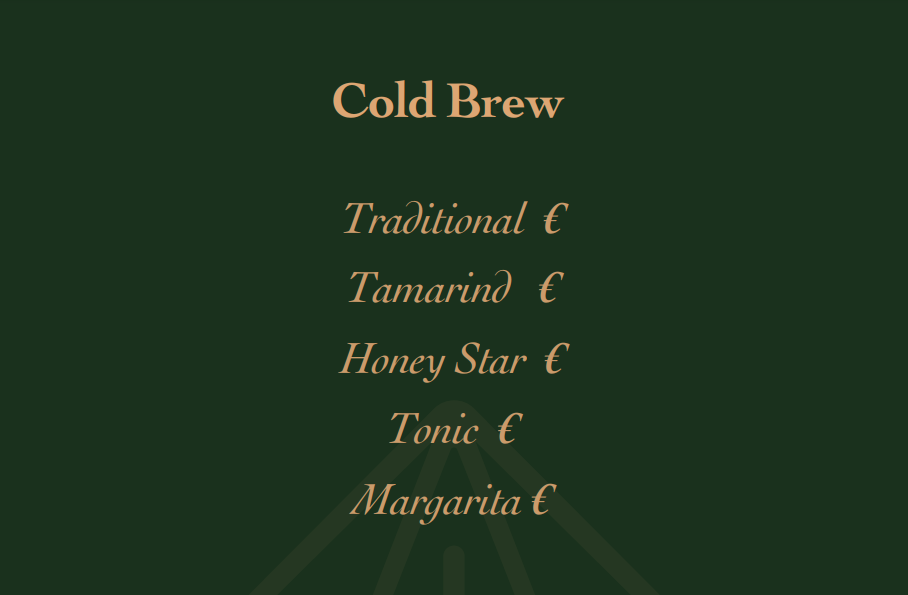 Cold Brew
Traditional €
Tamarind €
Honey Star €
Tonic €
Margarita €